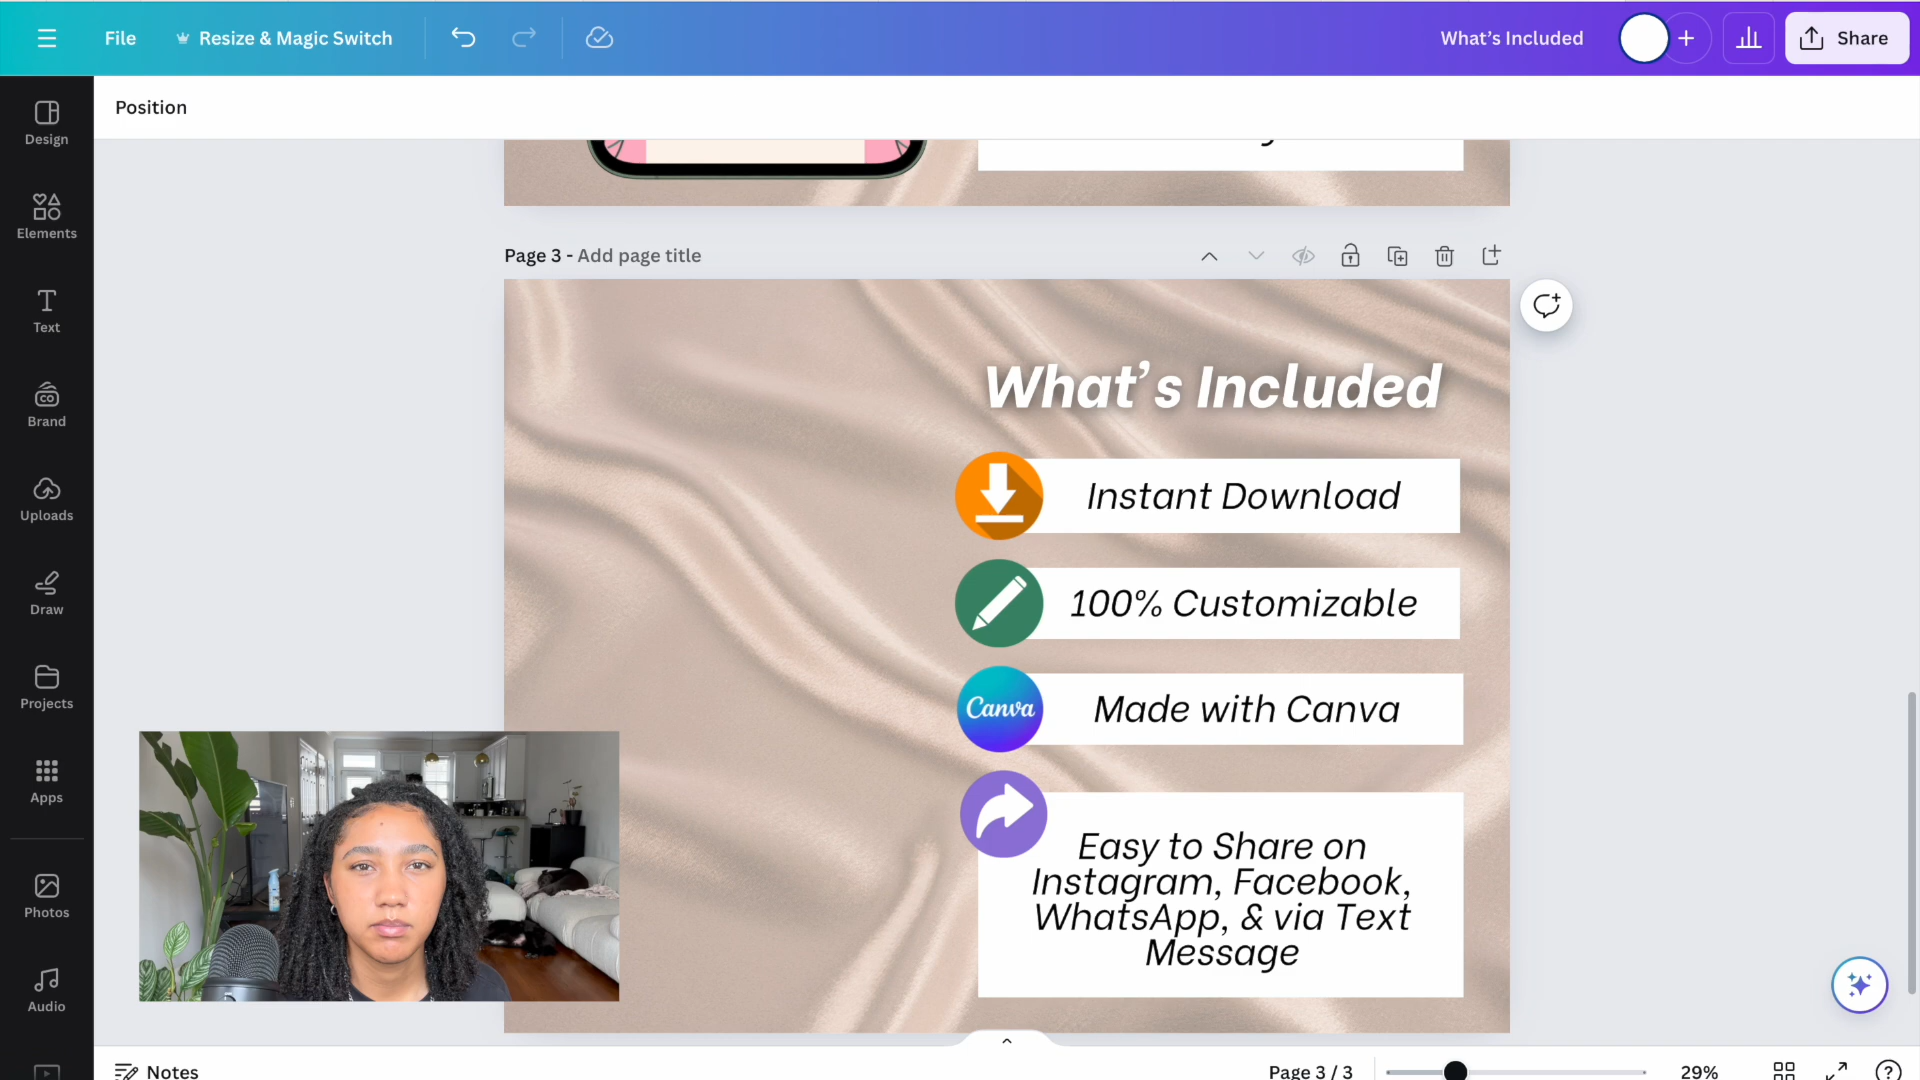 File
Resize & Magic Switch
What's Included
Share
Position
Design
Elements
Text
Brand
Uploads
Draw
Projects
Apps
Photos
Audio
Page 3 - Add page title
What's Included
Instant Download
100% Customizable
Canva
Made with Canva
Easy to Share on
Instagram, Facebook,
WhatsApp, & via Text
Message
Notes
Page 3 / 3
29%